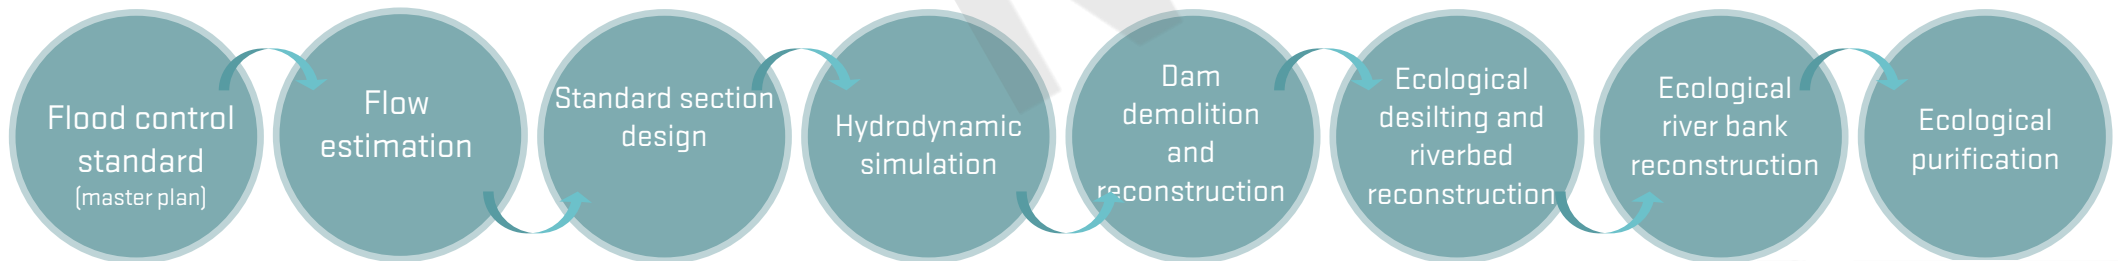 Flood control
standard
(master plan)
Flow
estimation
Standard section
design
Hydrodynamic
simulation
Dam
demolition
and
reconstruction
Ecological
desilting and
riverbed
reconstruction
Ecological
river bank
reconstruction
Ecological
purification